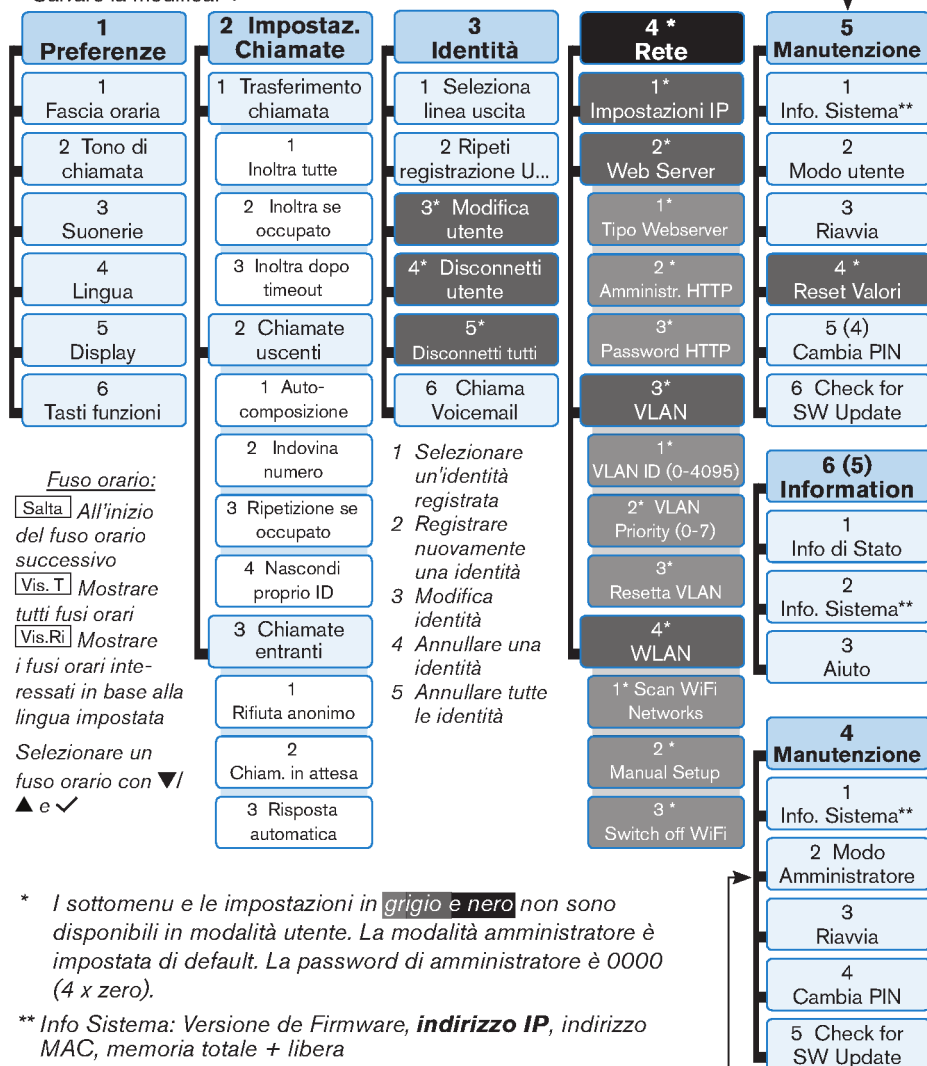 Salvare la modifica: ✓
1
Preferenze
1
Fascia oraria
2 Tono di
chiamata
3
Suonerie
4
Lingua
5
Display
6
Tasti funzioni
Fuso orario:
Salta All'inizio
del fuso orario
successivo
Vis. T Mostrare
tutti fusi orari
Vis.Ri Mostrare
i fusi orari inte-
ressati in base alla
lingua impostata
Selezionare un
fuso orario con ▼/
▲ e ✓
2 Impostaz.
Chiamate
1 Trasferimento
chiamata
1
Inoltra tutte
2 Inoltra se
occupato
3 Inoltra dopo
timeout
2 Chiamate
uscenti
1 Auto-
composizione
2 Indovina
numero
3 Ripetizione se
occupato
4 Nascondi
proprio ID
3 Chiamate
entranti
1
Rifiuta anonimo
2
Chiam. in attesa
3 Risposta
automatica
3
Identità
1 Seleziona
linea uscita
2 Ripeti
registrazione U...
3* Modifica
utente
4* Disconnetti
utente
5*
Disconnetti tutti
6 Chiama
Voicemail
1 Selezionare
un'identità
registrata
2 Registrare
nuovamente
una identità
3 Modifica
identità
4 Annullare una
identità
5 Annullare tutte
le identità
4 *
Rete
1*
Impostazioni IP
2*
Web Server
1*
Tipo Webserver
2 *
Amministr. HTTP
3*
Password HTTP
3*
VLAN
1*
VLAN ID (0-4095)
2* VLAN
Priority (0-7)
3*
Resetta VLAN
4*
WLAN
1* Scan WiFi
Networks
2 *
Manual Setup
3 *
Switch off WiFi
5
Manutenzione
1
Info. Sistema**
2
Modo utente
3
Riavvia
4 *
Reset Valori
5 (4)
Cambia PIN
6 Check for
SW Update
6 (5)
Information
1
Info di Stato
2
Info. Sistema**
3
Aiuto
4
Manutenzione
1
Info. Sistema**
2 Modo
Amministratore
3
Riavvia
4
Cambia PIN
5 Check for
SW Update
* I sottomenu e le impostazioni in grigio e nero non sono
disponibili in modalità utente. La modalità amministratore è
impostata di default. La password di amministratore è 0000
(4 x zero).
** Info Sistema: Versione de Firmware, indirizzo IP, indirizzo
MAC, memoria totale + libera